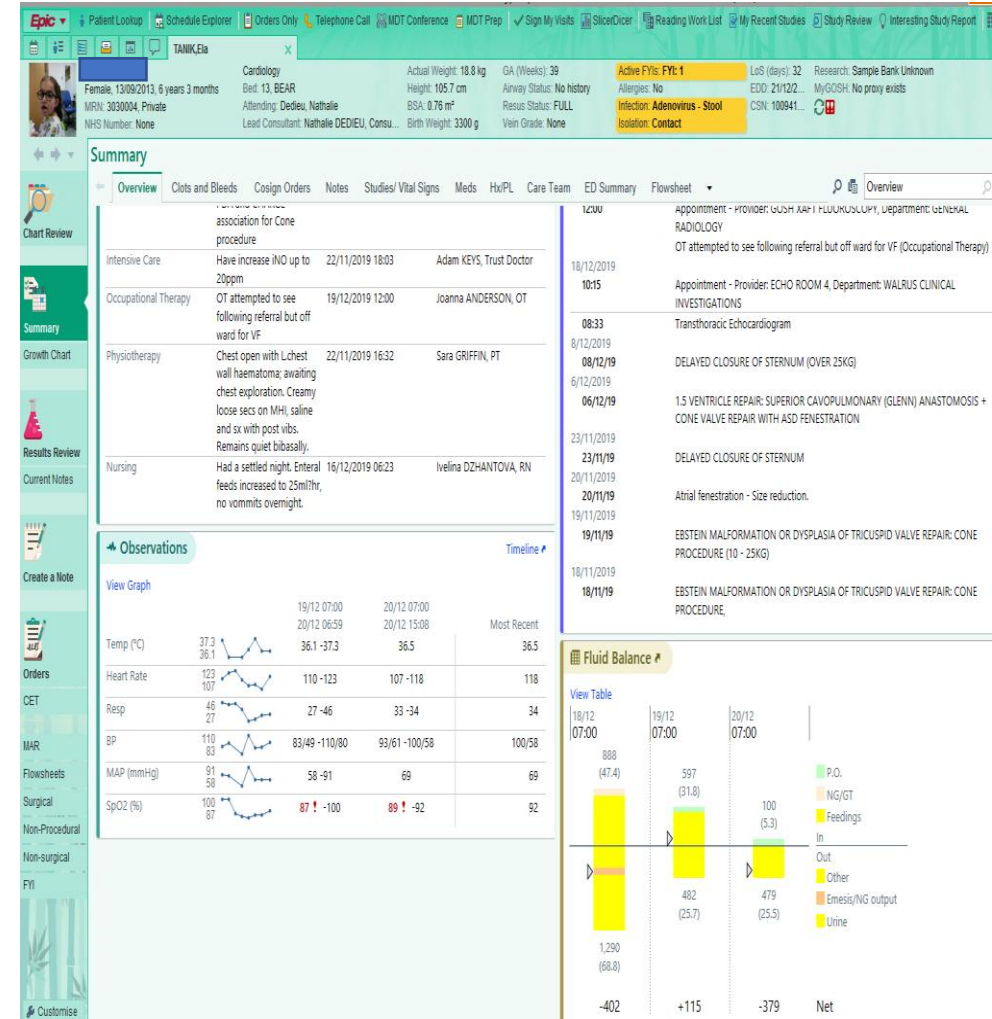 Epic Patient Lookup Schedule Explorer Orders Only Telephone Call MDT Conference MDT Prep Sign My Visits SlicerDicer Reading Work List My Recent Studies Study Review Interesting Study Report
TANIK,Ela X
Cardiology Actual Weight: 18.8 kg GA (Weeks): 39 Active FYIs: FYI: 1 LoS (days): 32 Research: Sample Bank Unknown
Female, 13/09/2013, 6 years 3 months Bed: 13, BEAR Height: 105.7 cm Airway Status: No history Allergies: No EDD: 21/12/2... MyGOSH: No proxy exists
MRN: 3030004, Private Attending: Dedieu, Nathalie BSA: 0.76 m² Resus Status: FULL Infection: Adenovirus - Stool CSN: 100941...
NHS Number: None Lead Consultant: Nathalie DEDIEU, Consu... Birth Weight: 3300 g Vein Grade: None Isolation: Contact
Summary
Overview Clots and Bleeds Cosign Orders Notes Studies/ Vital Signs Meds Hx/PL Care Team ED Summary Flowsheet Overview
Chart Review
Summary
Growth Chart
Results Review
Current Notes
Create a Note
Orders
CET
MAR
Flowsheets
Surgical
Non-Procedural
Non-surgical
FYI
Customise
association for Cone
procedure
Intensive Care Have increase iNO up to 22/11/2019 18:03 Adam KEYS, Trust Doctor
20ppm
Occupational Therapy OT attempted to see 19/12/2019 12:00 Joanna ANDERSON, OT
following referral but off
ward for VF
Physiotherapy Chest open with L.chest 22/11/2019 16:32 Sara GRIFFIN, PT
wall haematoma; awaiting
chest exploration. Creamy
loose secs on MHI, saline
and sx with post vibs.
Remains quiet bibasally.
Nursing Had a settled night. Enteral 16/12/2019 06:23 Ivelina DZHANTOVA, RN
feeds increased to 25ml?hr,
no vommits overnight.
Observations Timeline
View Graph
19/12 07:00 20/12 07:00
20/12 06:59 20/12 15:08 Most Recent
Temp (°C) 37.3 36.1 36.1 -37.3 36.5 36.5
Heart Rate 123 107 110 -123 107 -118 118
Resp 46 27 27 -46 33 -34 34
BP 110 83 83/49 -110/80 93/61 -100/58 100/58
MAP (mmHg) 91 58 58 -91 69 69
SpO2 (%) 100 87 87 ! -100 89 ! -92 92
12:00 Appointment - Provider: GOSH XAFT FLUOROSCOPY, Department: GENERAL
RADIOLOGY
OT attempted to see following referral but off ward for VF (Occupational Therapy)
18/12/2019
10:15 Appointment - Provider: ECHO ROOM 4, Department: WALRUS CLINICAL
INVESTIGATIONS
08:33 Transthoracic Echocardiogram
8/12/2019
08/12/19 DELAYED CLOSURE OF STERNUM (OVER 25KG)
6/12/2019
06/12/19 1.5 VENTRICLE REPAIR: SUPERIOR CAVOPULMONARY (GLENN) ANASTOMOSIS +
CONE VALVE REPAIR WITH ASD FENESTRATION
23/11/2019
23/11/19 DELAYED CLOSURE OF STERNUM
20/11/2019
20/11/19 Atrial fenestration - Size reduction.
19/11/2019
19/11/19 EBSTEIN MALFORMATION OR DYSPLASIA OF TRICUSPID VALVE REPAIR: CONE
PROCEDURE (10 - 25KG)
18/11/2019
18/11/19 EBSTEIN MALFORMATION OR DYSPLASIA OF TRICUSPID VALVE REPAIR: CONE
PROCEDURE,
Fluid Balance
View Table
18/12 19/12 20/12
07:00 07:00 07:00
888 (47.4) 597 (31.8) 100 (5.3)
P.O.
NG/GT
Feedings
In
Out
Other
Emesis/NG output
Urine
482 (25.7) 479 (25.5)
1,290 (68.8)
-402 +115 -379 Net